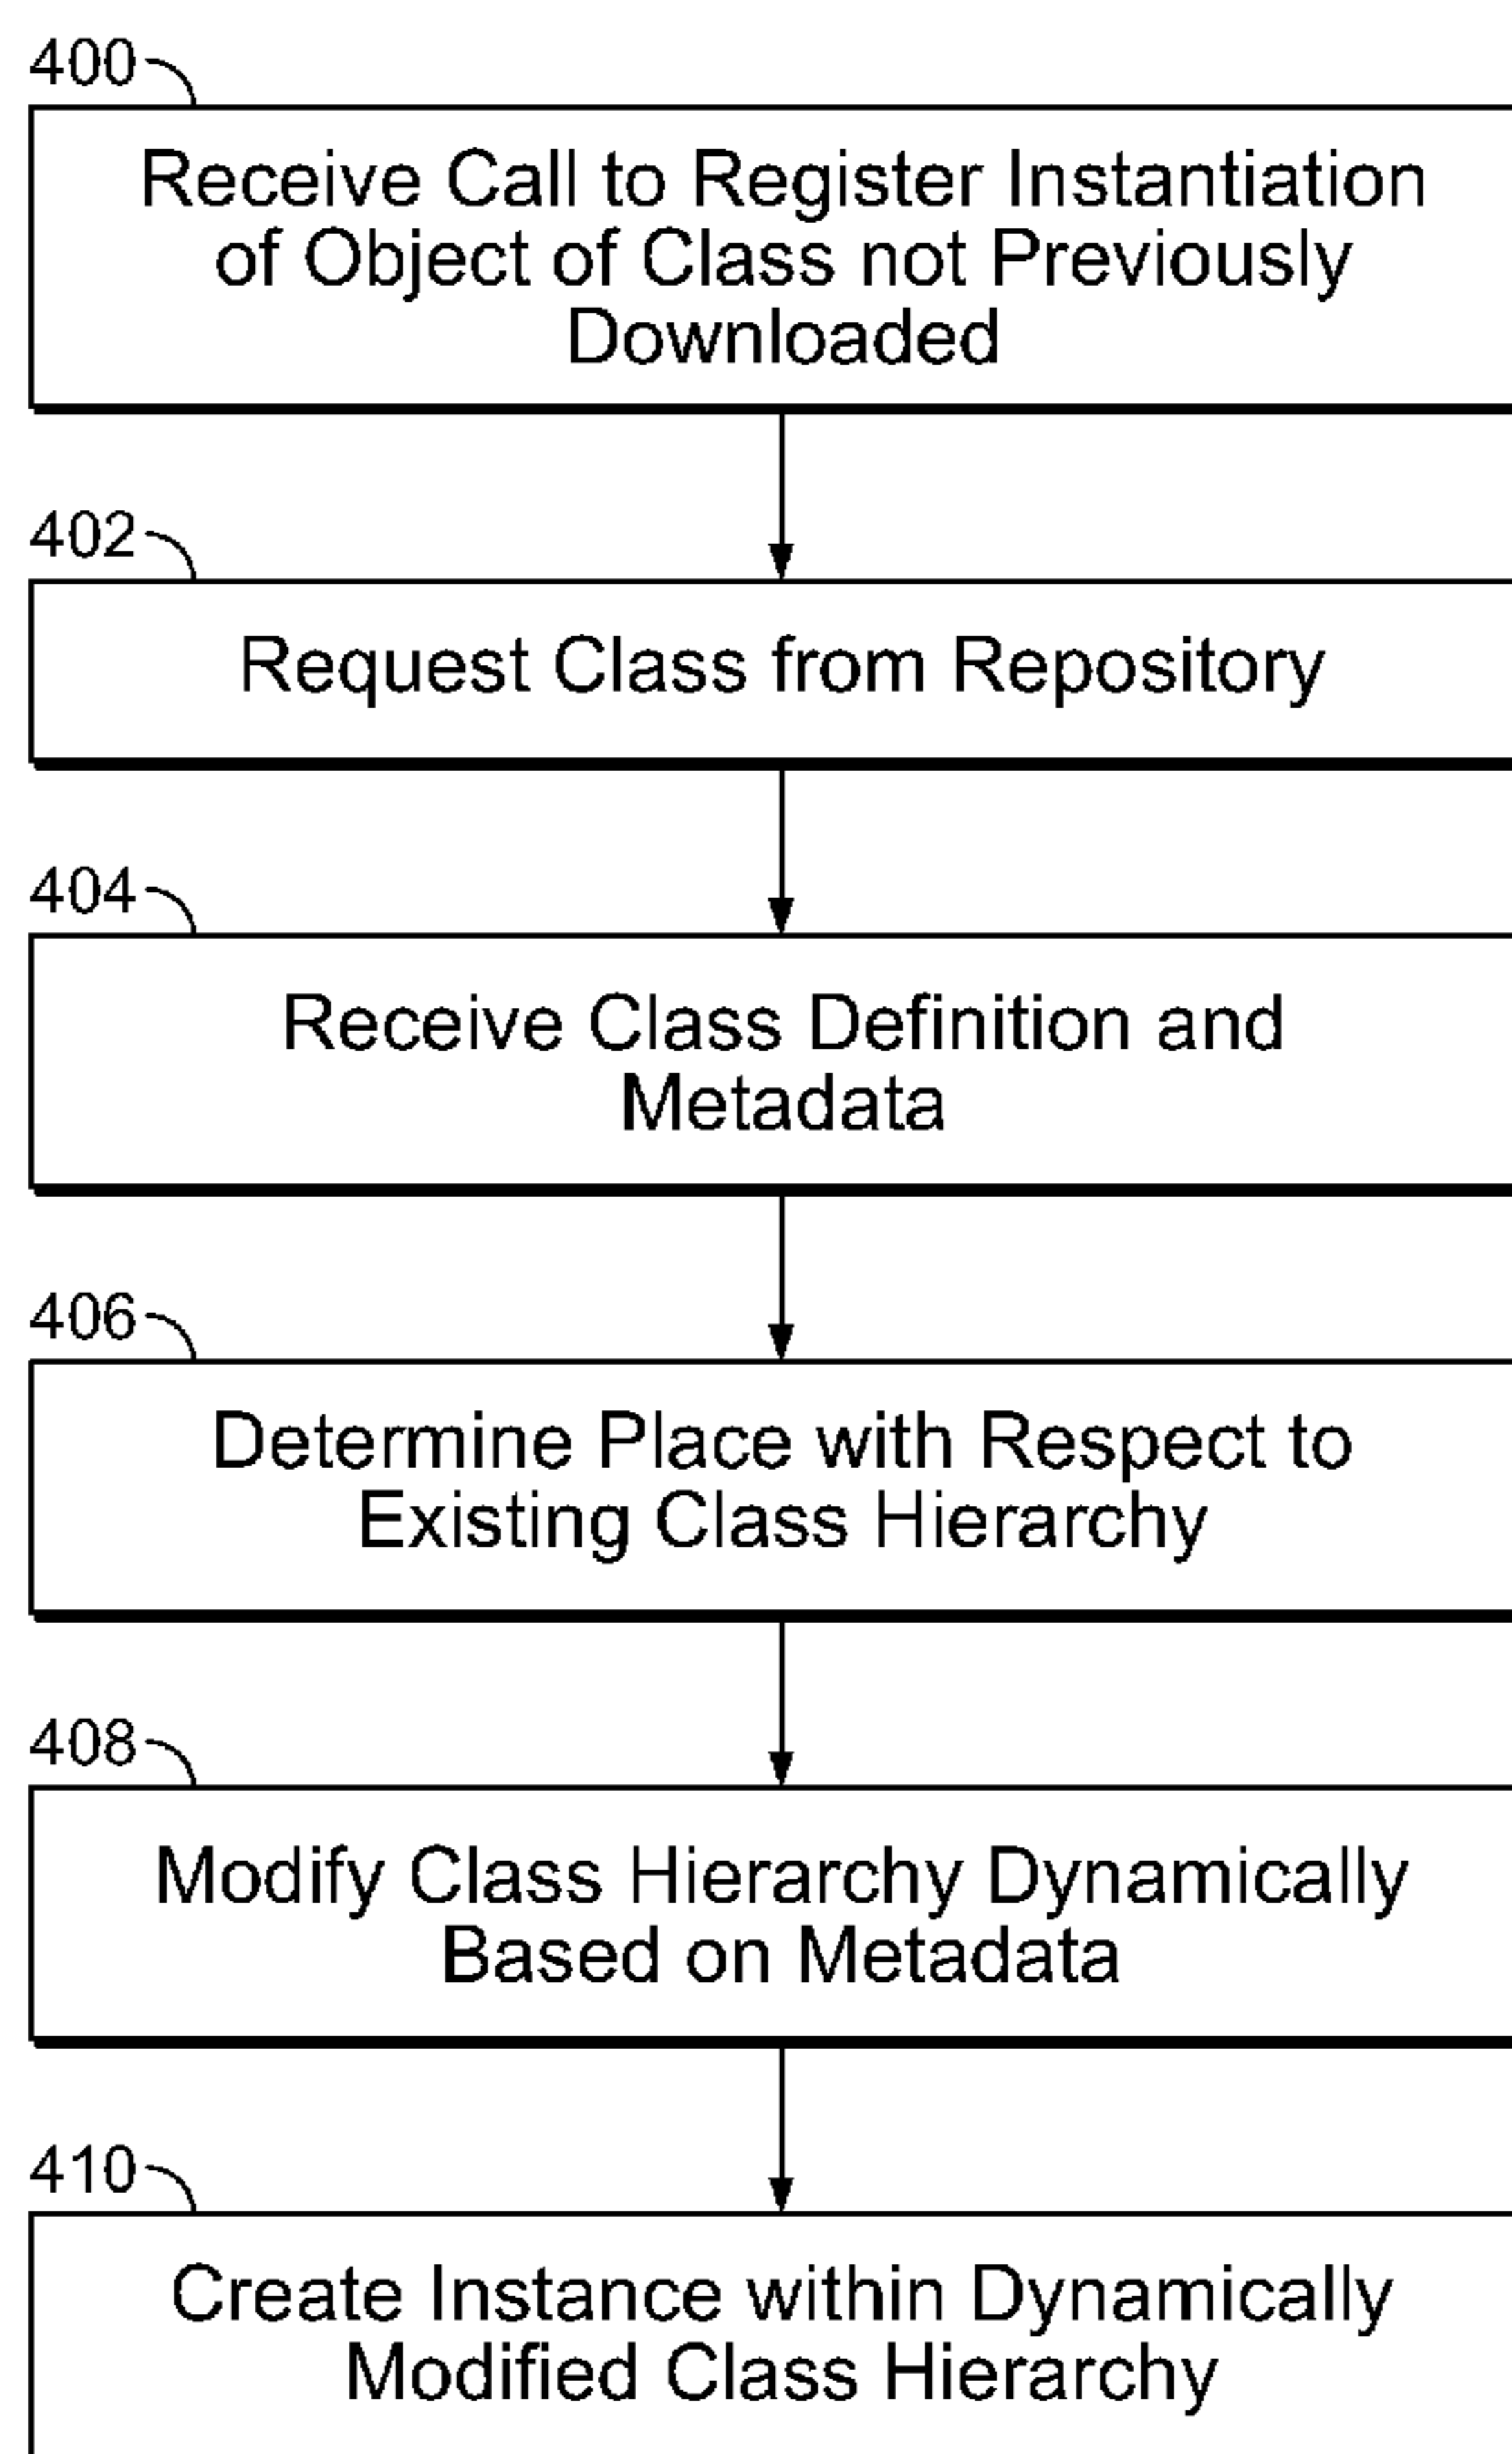 400
Receive Call to Register Instantiation
of Object of Class not Previously
Downloaded
402
Request Class from Repository
404
Receive Class Definition and
Metadata
406
Determine Place with Respect to
Existing Class Hierarchy
408
Modify Class Hierarchy Dynamically
Based on Metadata
410
Create Instance within Dynamically
Modified Class Hierarchy